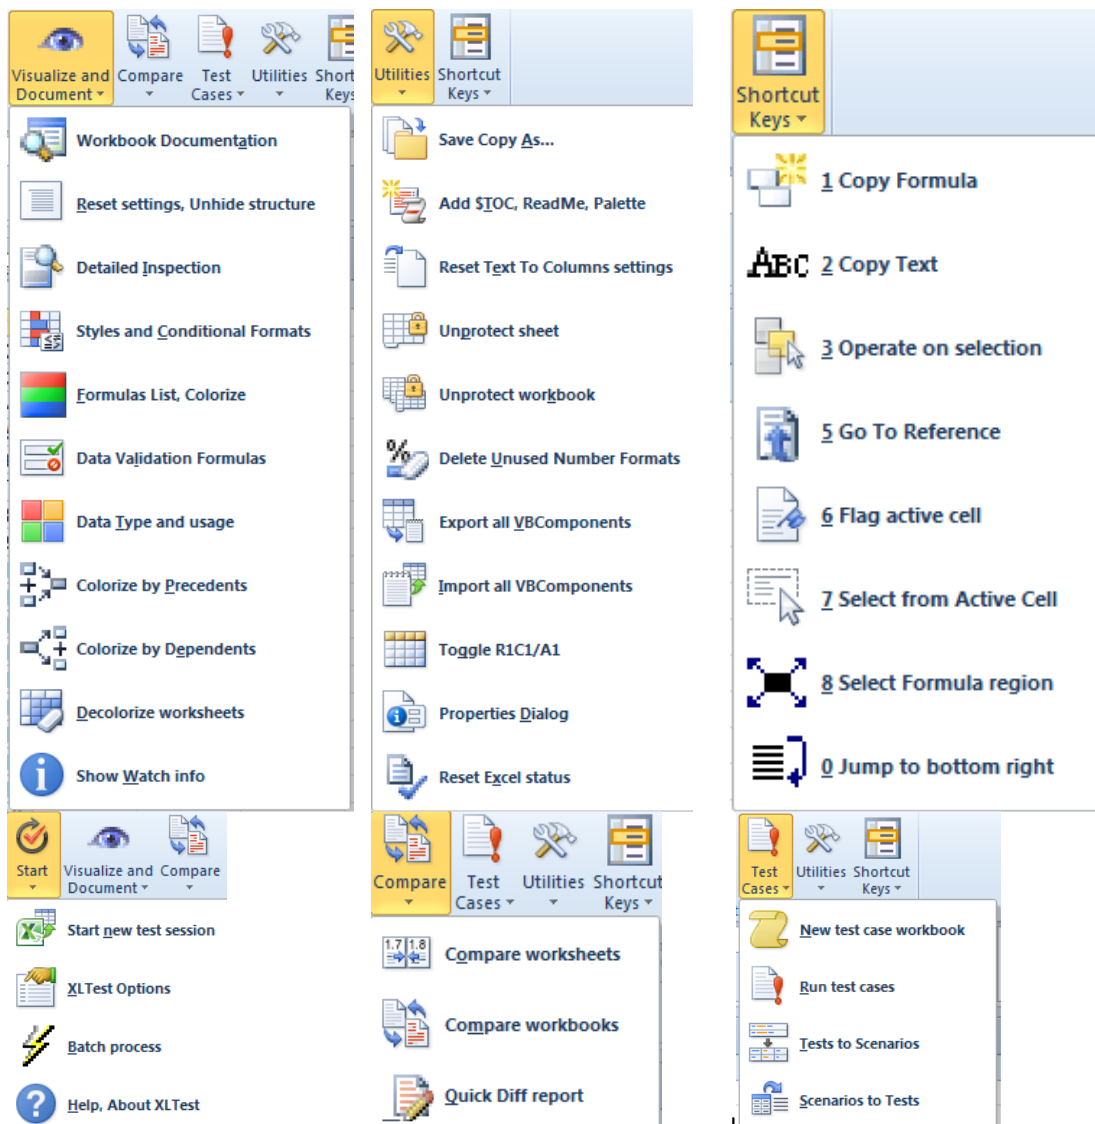 Visualize and Document
Compare
Test Cases
Utilities
Short Keys
Workbook Documentation
Reset settings, Unhide structure
Detailed Inspection
Styles and Conditional Formats
Formulas List, Colorize
Data Validation Formulas
Data Type and usage
Colorize by Precedents
Colorize by Dependents
Decolorize worksheets
Show Watch info
Utilities
Shortcut Keys
Save Copy As...
Add $TOC, ReadMe, Palette
Reset Text To Columns settings
Unprotect sheet
Unprotect workbook
Delete Unused Number Formats
Export all VBComponents
Import all VBComponents
Toggle R1C1/A1
Properties Dialog
Reset Excel status
Shortcut Keys
1 Copy Formula
ABC 2 Copy Text
3 Operate on selection
5 Go To Reference
6 Flag active cell
7 Select from Active Cell
8 Select Formula region
0 Jump to bottom right
Start
Visualize and Document
Compare
Start new test session
XLTest Options
Batch process
Help, About XLTest
Compare
Test Cases
Utilities
Shortcut Keys
1.7 1.8 Compare worksheets
Compare workbooks
Quick Diff report
Test Cases
Utilities
Shortcut Keys
New test case workbook
Run test cases
Tests to Scenarios
Scenarios to Tests